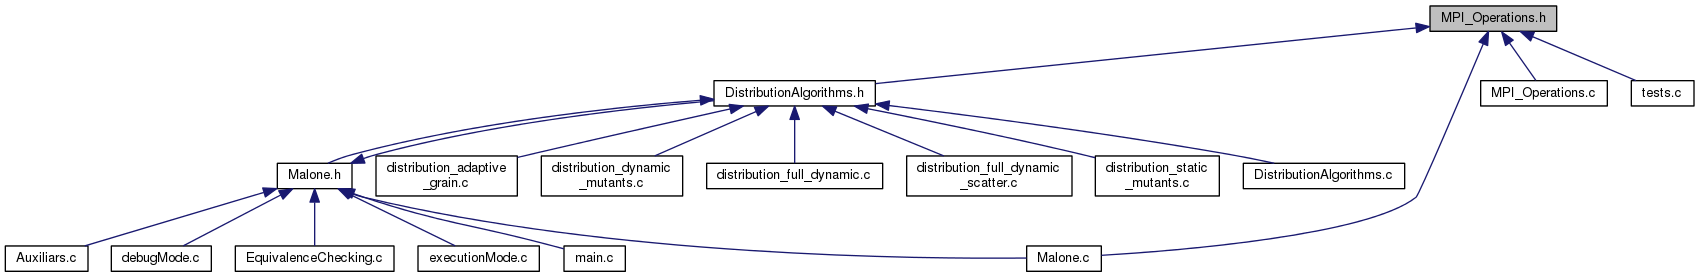 MPI_Operations.h
DistributionAlgorithms.h
MPI_Operations.c
tests.c
Malone.h
distribution_adaptive
_grain.c
distribution_dynamic
_mutants.c
distribution_full_dynamic.c
distribution_full_dynamic
_scatter.c
distribution_static
_mutants.c
DistributionAlgorithms.c
Auxiliars.c
debugMode.c
EquivalenceChecking.c
executionMode.c
main.c
Malone.c